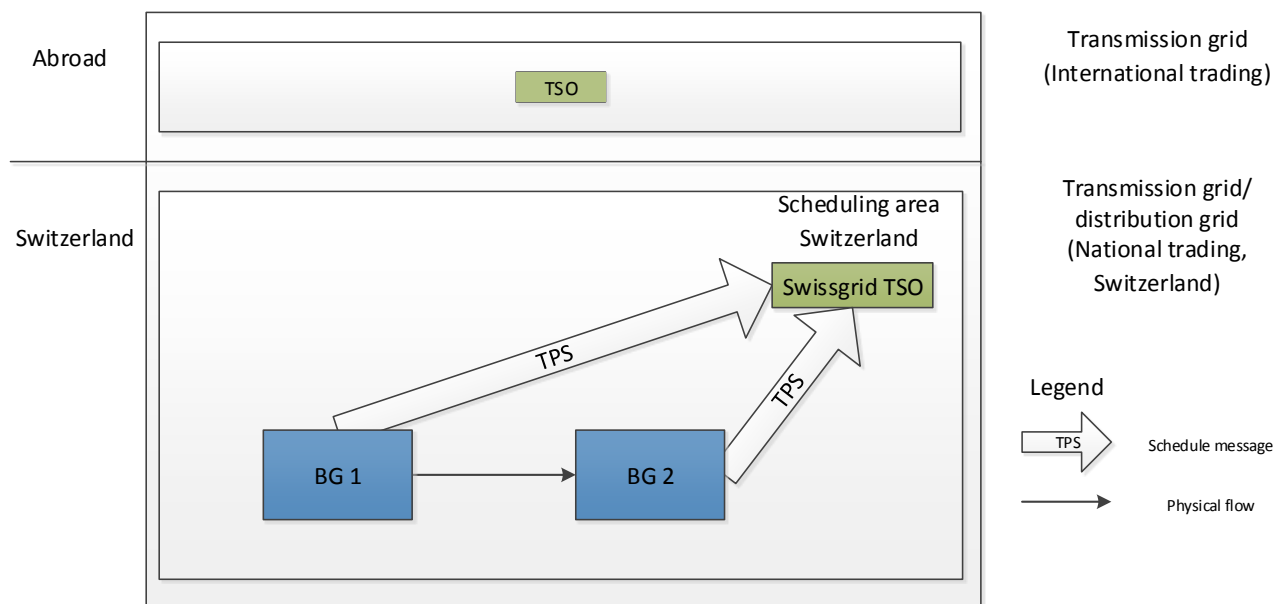 Abroad
TSO
Transmission grid
(International trading)
Switzerland
Scheduling area
Switzerland
Swissgrid TSO
Transmission grid/
distribution grid
(National trading,
Switzerland)
TPS
TPS
BG 1
BG 2
Legend
TPS
Schedule message
Physical flow